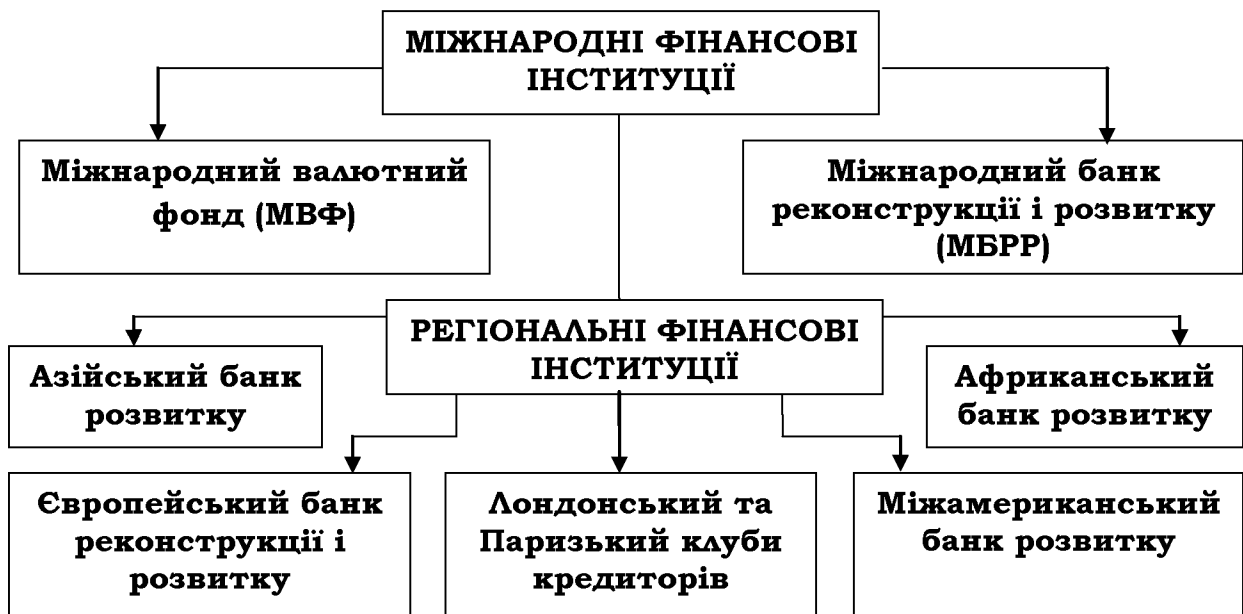 МІЖНАРОДНІ ФІНАНСОВІ
ІНСТИТУЦІЇ
Міжнародний валютний
фонд (МВФ)
Міжнародний банк
реконструкції і розвитку
(МБРР)
РЕГІОНАЛЬНІ ФІНАНСОВІ
ІНСТИТУЦІЇ
Азійський банк
розвитку
Африканський
банк розвитку
Європейський банк
реконструкції і
розвитку
Лондонський та
Паризький клуби
кредиторів
Міжамериканський
банк розвитку